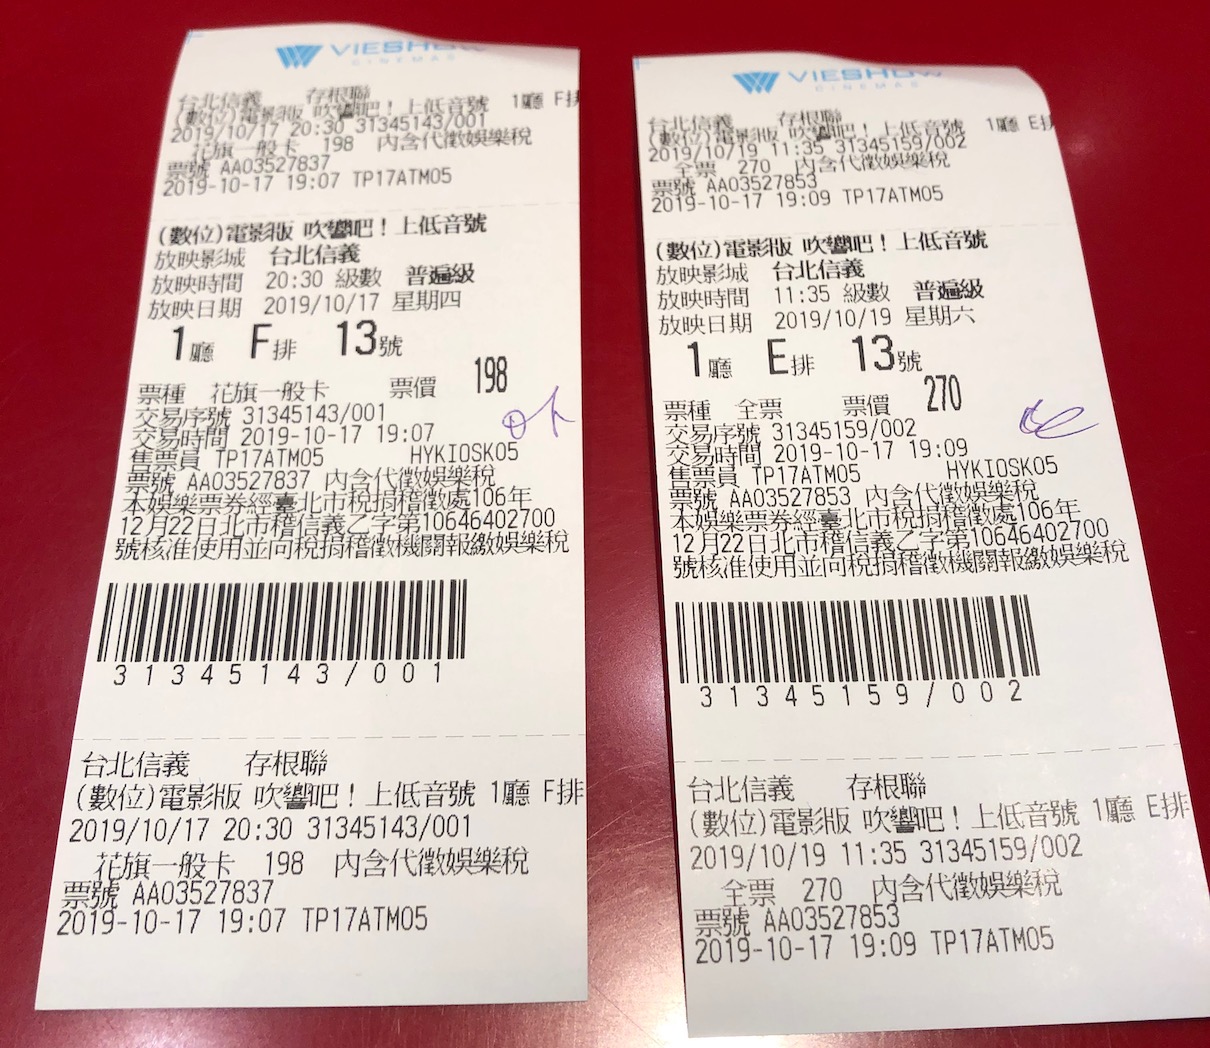 VIESHOW
CINEMAS
台北信義 存根聯
(數位)電影版 吹響吧！上低音號 1廳 F排
2019/10/17 20:30 31345143/001
花旗一般卡 198 內含代徵娛樂稅
票號 AA03527837
2019-10-17 19:07 TP17ATM05
(數位)電影版 吹響吧！上低音號
放映影城 台北信義
放映時間 20:30 級數 普遍級
放映日期 2019/10/17 星期四
1廳 F排 13號
票種 花旗一般卡 票價 198
交易序號 31345143/001
交易時間 2019-10-17 19:07
售票員 TP17ATM05 HYKIOSK05
票號 AA03527837 內含代徵娛樂稅
本娛樂票券經臺北市稅捐稽徵處106年
12月22日北市稽信義乙字第10646402700
號核准使用並向稅捐稽徵機關報繳娛樂稅
31345143/001
台北信義 存根聯
(數位)電影版 吹響吧！上低音號 1廳 F排
2019/10/17 20:30 31345143/001
花旗一般卡 198 內含代徵娛樂稅
票號 AA03527837
2019-10-17 19:07 TP17ATM05
VIESHOW
CINEMAS
台北信義 存根聯
(數位)電影版 吹響吧！上低音號 1廳 E排
2019/10/19 11:35 31345159/002
全票 270 內含代徵娛樂稅
票號 AA03527853
2019-10-17 19:09 TP17ATM05
(數位)電影版 吹響吧！上低音號
放映影城 台北信義
放映時間 11:35 級數 普遍級
放映日期 2019/10/19 星期六
1廳 E排 13號
票種 全票 票價 270
交易序號 31345159/002
交易時間 2019-10-17 19:09
售票員 TP17ATM05 HYKIOSK05
票號 AA03527853 內含代徵娛樂稅
本娛樂票券經臺北市稅捐稽徵處106年
12月22日北市稽信義乙字第10646402700
號核准使用並向稅捐稽徵機關報繳娛樂稅
31345159/002
台北信義 存根聯
(數位)電影版 吹響吧！上低音號 1廳 E排
2019/10/19 11:35 31345159/002
全票 270 內含代徵娛樂稅
票號 AA03527853
2019-10-17 19:09 TP17ATM05